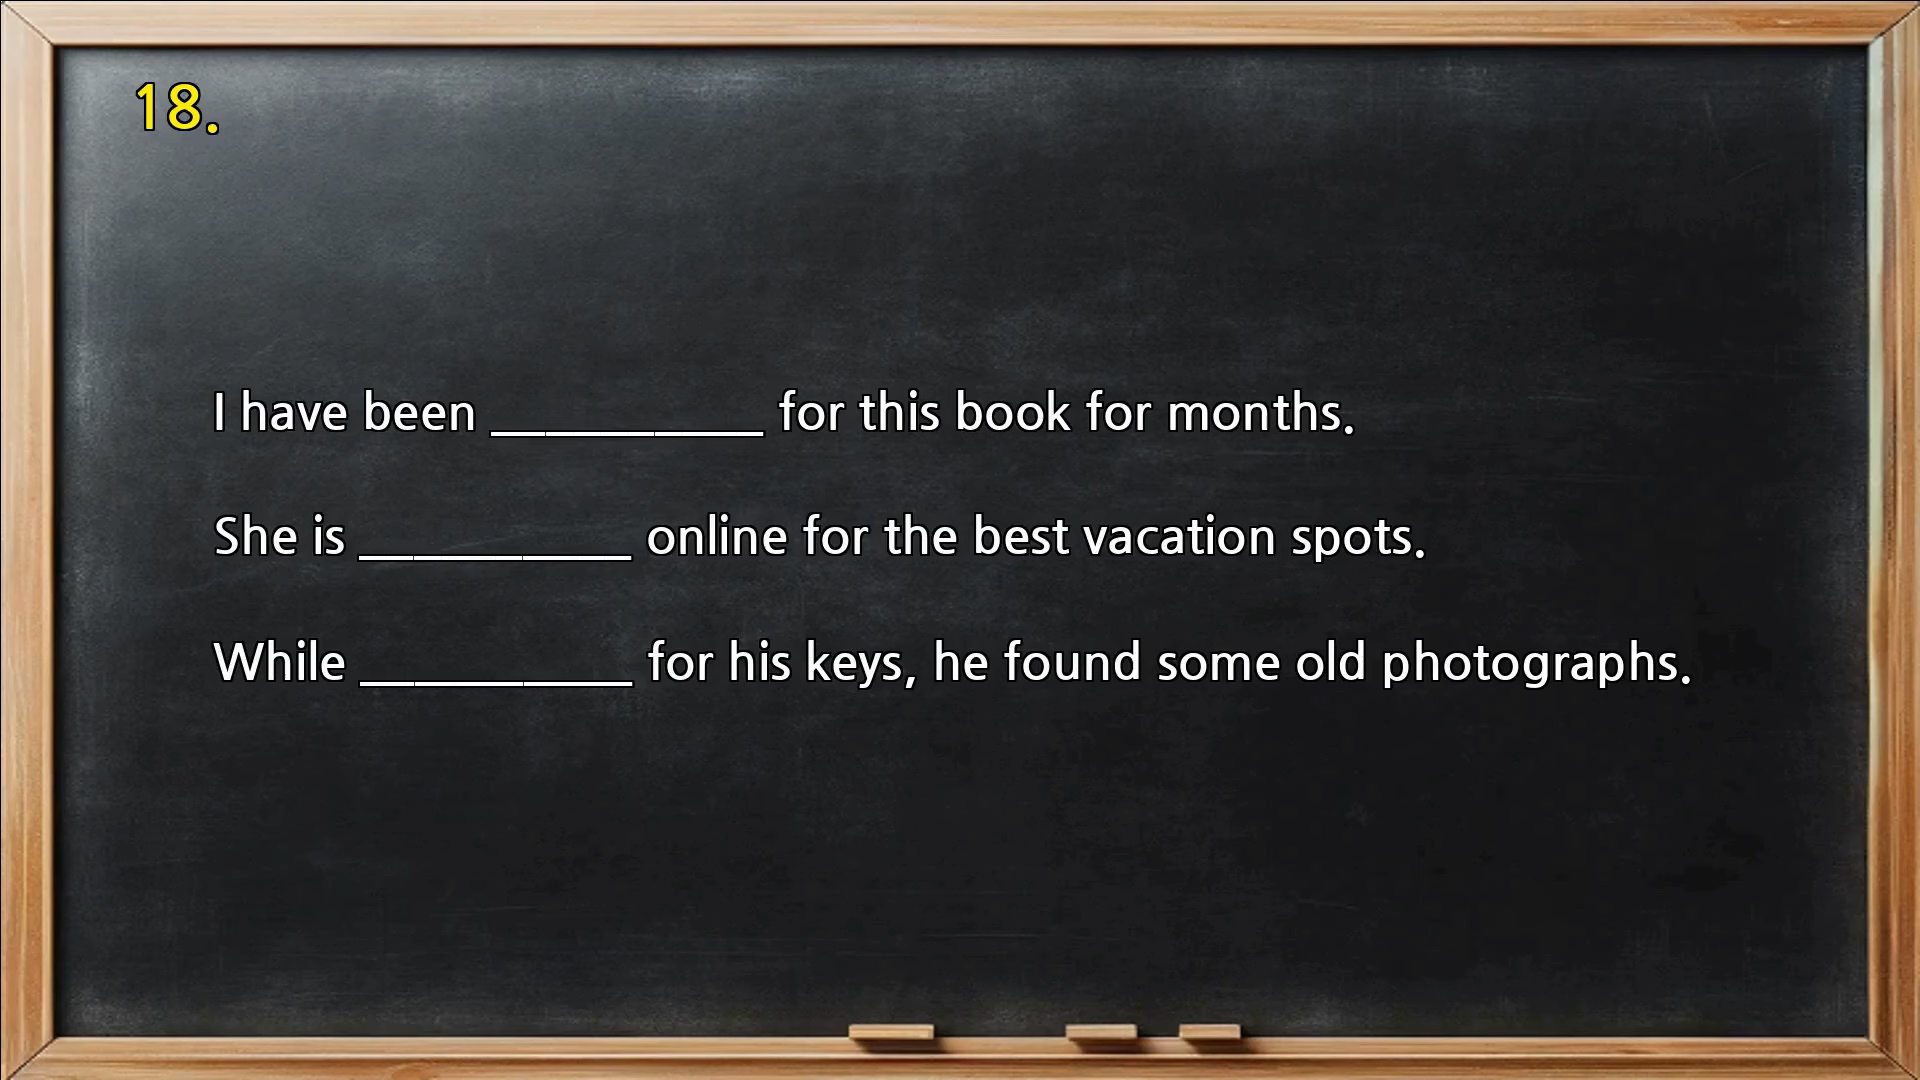 18.
I have been __________ for this book for months.
She is __________ online for the best vacation spots.
While __________ for his keys, he found some old photographs.